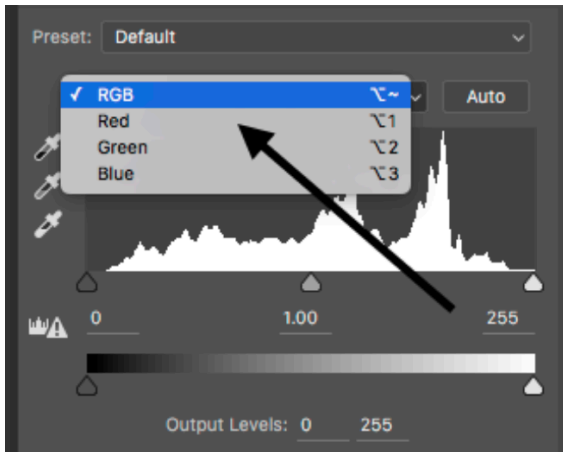 Preset: Default
✓ RGB ⌥~
Auto
Red ⌥1
Green ⌥2
Blue ⌥3
0 1.00 255
Output Levels: 0 255